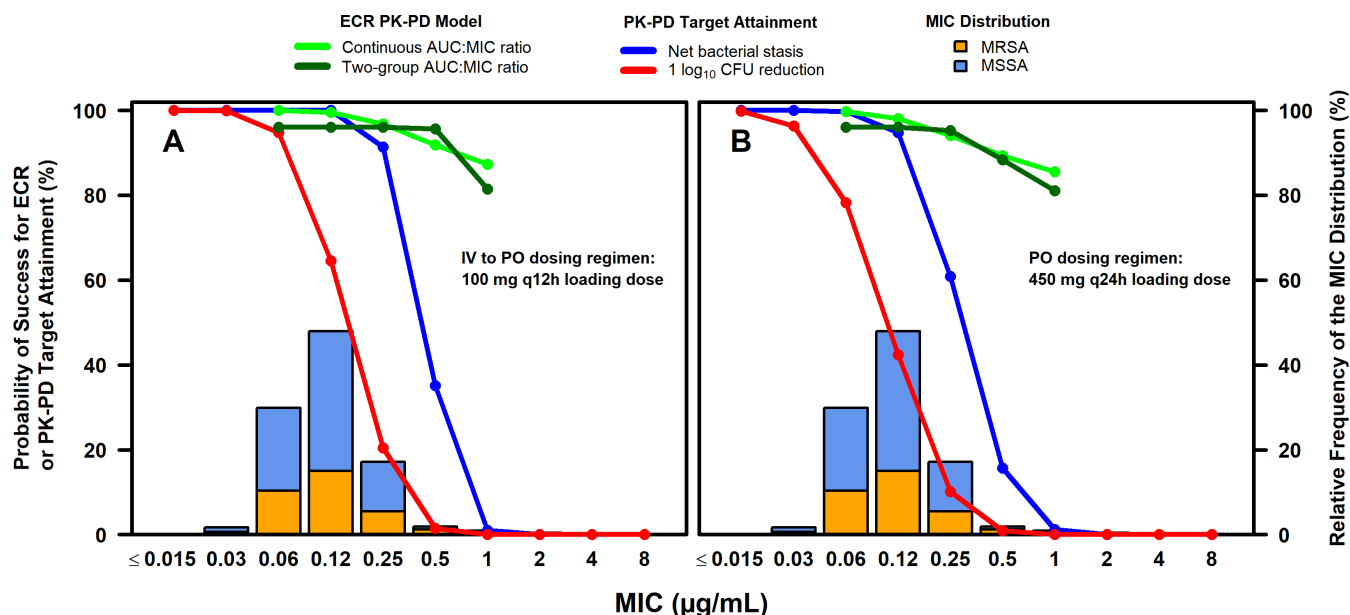 ECR PK-PD Model
Continuous AUC:MIC ratio
Two-group AUC:MIC ratio
PK-PD Target Attainment
Net bacterial stasis
1 log₁₀ CFU reduction
MIC Distribution
MRSA
MSSA
Probability of Success for ECR
or PK-PD Target Attainment (%)
100
80
60
40
20
0
A
IV to PO dosing regimen:
100 mg q12h loading dose
≤ 0.015 0.03 0.06 0.12 0.25 0.5 1 2 4 8
B
PO dosing regimen:
450 mg q24h loading dose
≤ 0.015 0.03 0.06 0.12 0.25 0.5 1 2 4 8
100
80
60
40
20
0
Relative Frequency of the MIC Distribution (%)
MIC (µg/mL)